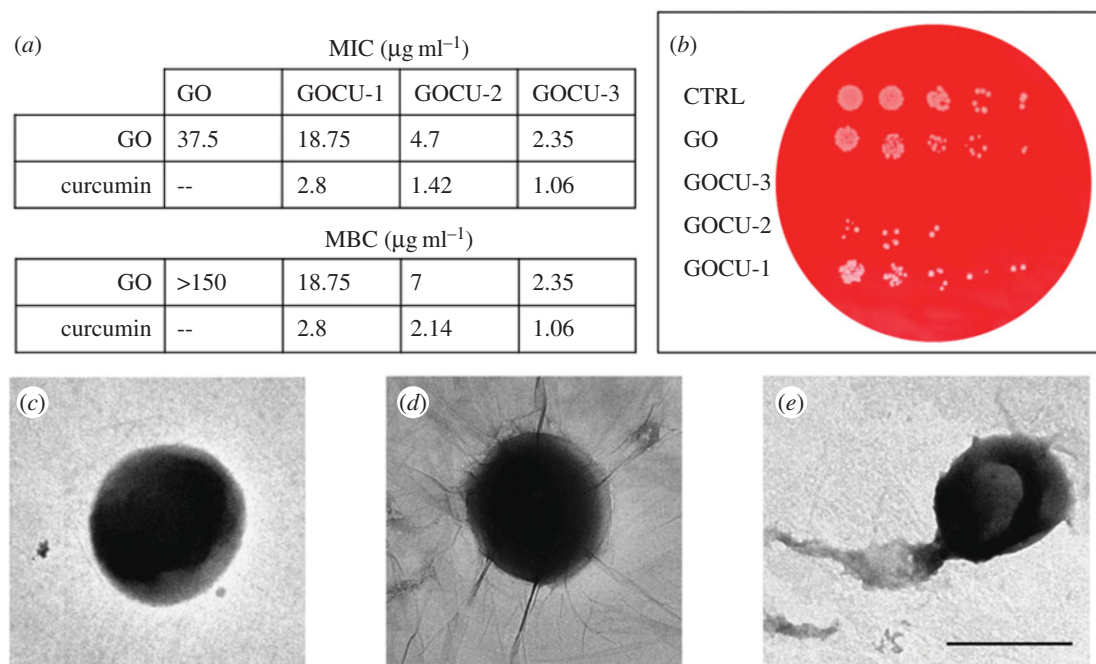 (a)
MIC (μg ml⁻¹)
GO GOCU-1 GOCU-2 GOCU-3
GO 37.5 18.75 4.7 2.35
curcumin -- 2.8 1.42 1.06
MBC (μg ml⁻¹)
GO >150 18.75 7 2.35
curcumin -- 2.8 2.14 1.06
(b)
CTRL
GO
GOCU-3
GOCU-2
GOCU-1
(c) (d) (e)